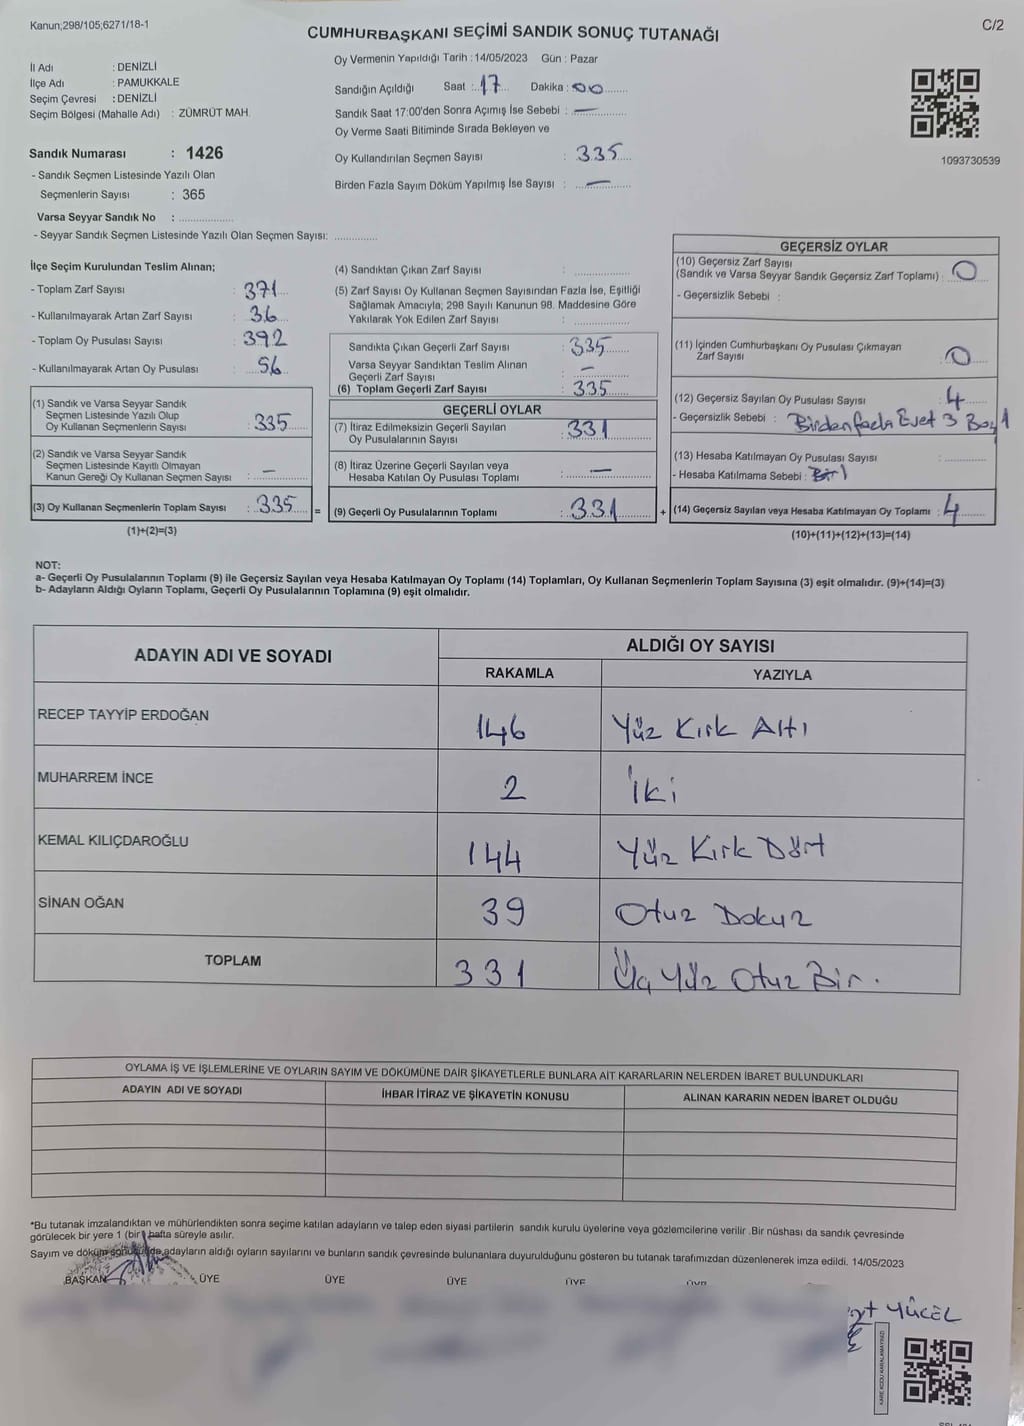 Kanun;298/105;6271/18-1
CUMHURBAŞKANI SEÇİMİ SANDIK SONUÇ TUTANAĞI
C/2
İl Adı : DENİZLİ
İlçe Adı : PAMUKKALE
Seçim Çevresi : DENİZLİ
Seçim Bölgesi (Mahalle Adı) : ZÜMRÜT MAH.
Sandık Numarası : 1426
- Sandık Seçmen Listesinde Yazılı Olan
Seçmenlerin Sayısı : 365
Varsa Seyyar Sandık No : ..................
- Seyyar Sandık Seçmen Listesinde Yazılı Olan Seçmen Sayısı: ..............
Oy Vermenin Yapıldığı Tarih : 14/05/2023 Gün : Pazar
Sandığın Açıldığı Saat : 17 Dakika : 00
Sandık Saat 17:00'den Sonra Açımış İse Sebebi : —
Oy Verme Saati Bitiminde Sırada Bekleyen ve
Oy Kullandırılan Seçmen Sayısı : 335
Birden Fazla Sayım Döküm Yapılmış İse Sayısı : —
1093730539
İlçe Seçim Kurulundan Teslim Alınan;
- Toplam Zarf Sayısı : 371
- Kullanılmayarak Artan Zarf Sayısı : 36
- Toplam Oy Pusulası Sayısı : 392
- Kullanılmayarak Artan Oy Pusulası : 56
(1) Sandık ve Varsa Seyyar Sandık
Seçmen Listesinde Yazılı Olup
Oy Kullanan Seçmenlerin Sayısı : 335
(2) Sandık ve Varsa Seyyar Sandık
Seçmen Listesinde Kayıtlı Olmayan
Kanun Gereği Oy Kullanan Seçmen Sayısı : —
(3) Oy Kullanan Seçmenlerin Toplam Sayısı : 335 =
(1)+(2)=(3)
(4) Sandıktan Çıkan Zarf Sayısı : ..............
(5) Zarf Sayısı Oy Kullanan Seçmen Sayısından Fazla İse, Eşitliği
Sağlamak Amacıyla; 298 Sayılı Kanunun 98. Maddesine Göre
Yakılarak Yok Edilen Zarf Sayısı : ..............
Sandıkta Çıkan Geçerli Zarf Sayısı : 335
Varsa Seyyar Sandıktan Teslim Alınan
Geçerli Zarf Sayısı : —
(6) Toplam Geçerli Zarf Sayısı : 335
GEÇERLİ OYLAR
(7) İtiraz Edilmeksizin Geçerli Sayılan
Oy Pusulalarının Sayısı : 331
(8) İtiraz Üzerine Geçerli Sayılan veya
Hesaba Katılan Oy Pusulası Toplamı : —
(9) Geçerli Oy Pusulalarının Toplamı : 331 +
GEÇERSİZ OYLAR
(10) Geçersiz Zarf Sayısı
(Sandık ve Varsa Seyyar Sandık Geçersiz Zarf Toplamı) : 0
- Geçersizlik Sebebi :
(11) İçinden Cumhurbaşkanı Oy Pusulası Çıkmayan
Zarf Sayısı : 0
(12) Geçersiz Sayılan Oy Pusulası Sayısı : 4
- Geçersizlik Sebebi : Birden fazla Evet 3 Boş 1
(13) Hesaba Katılmayan Oy Pusulası Sayısı : ..............
- Hesaba Katılmama Sebebi :
(14) Geçersiz Sayılan veya Hesaba Katılmayan Oy Toplamı : 4
(10)+(11)+(12)+(13)=(14)
NOT:
a- Geçerli Oy Pusulalarının Toplamı (9) ile Geçersiz Sayılan veya Hesaba Katılmayan Oy Toplamı (14) Toplamları, Oy Kullanan Seçmenlerin Toplam Sayısına (3) eşit olmalıdır. (9)+(14)=(3)
b- Adayların Aldığı Oyların Toplamı, Geçerli Oy Pusulalarının Toplamına (9) eşit olmalıdır.
ADAYIN ADI VE SOYADI ALDIĞI OY SAYISI
RAKAMLA YAZIYLA
RECEP TAYYİP ERDOĞAN 146 Yüz Kırk Altı
MUHARREM İNCE 2 İki
KEMAL KILIÇDAROĞLU 144 Yüz Kırk Dört
SİNAN OĞAN 39 Otuz Dokuz
TOPLAM 331 Üç Yüz Otuz Bir.
OYLAMA İŞ VE İŞLEMLERİNE VE OYLARIN SAYIM VE DÖKÜMÜNE DAİR ŞİKAYETLERLE BUNLARA AİT KARARLARIN NELERDEN İBARET BULUNDUKLARI
ADAYIN ADI VE SOYADI İHBAR İTİRAZ VE ŞİKAYETİN KONUSU ALINAN KARARIN NEDEN İBARET OLDUĞU
*Bu tutanak imzalandıktan ve mühürlendikten sonra seçime katılan adayların ve talep eden siyasi partilerin sandık kurulu üyelerine veya gözlemcilerine verilir .Bir nüshası da sandık çevresinde
görülecek bir yere 1 (bir) hafta süreyle asılır.
Sayım ve döküm sonucunda adayların aldığı oyların sayılarını ve bunların sandık çevresinde bulunanlara duyurulduğunu gösteren bu tutanak tarafımızdan düzenlenerek imza edildi. 14/05/2023
BAŞKAN ÜYE ÜYE ÜYE ÜYE ÜYE
YÜCEL